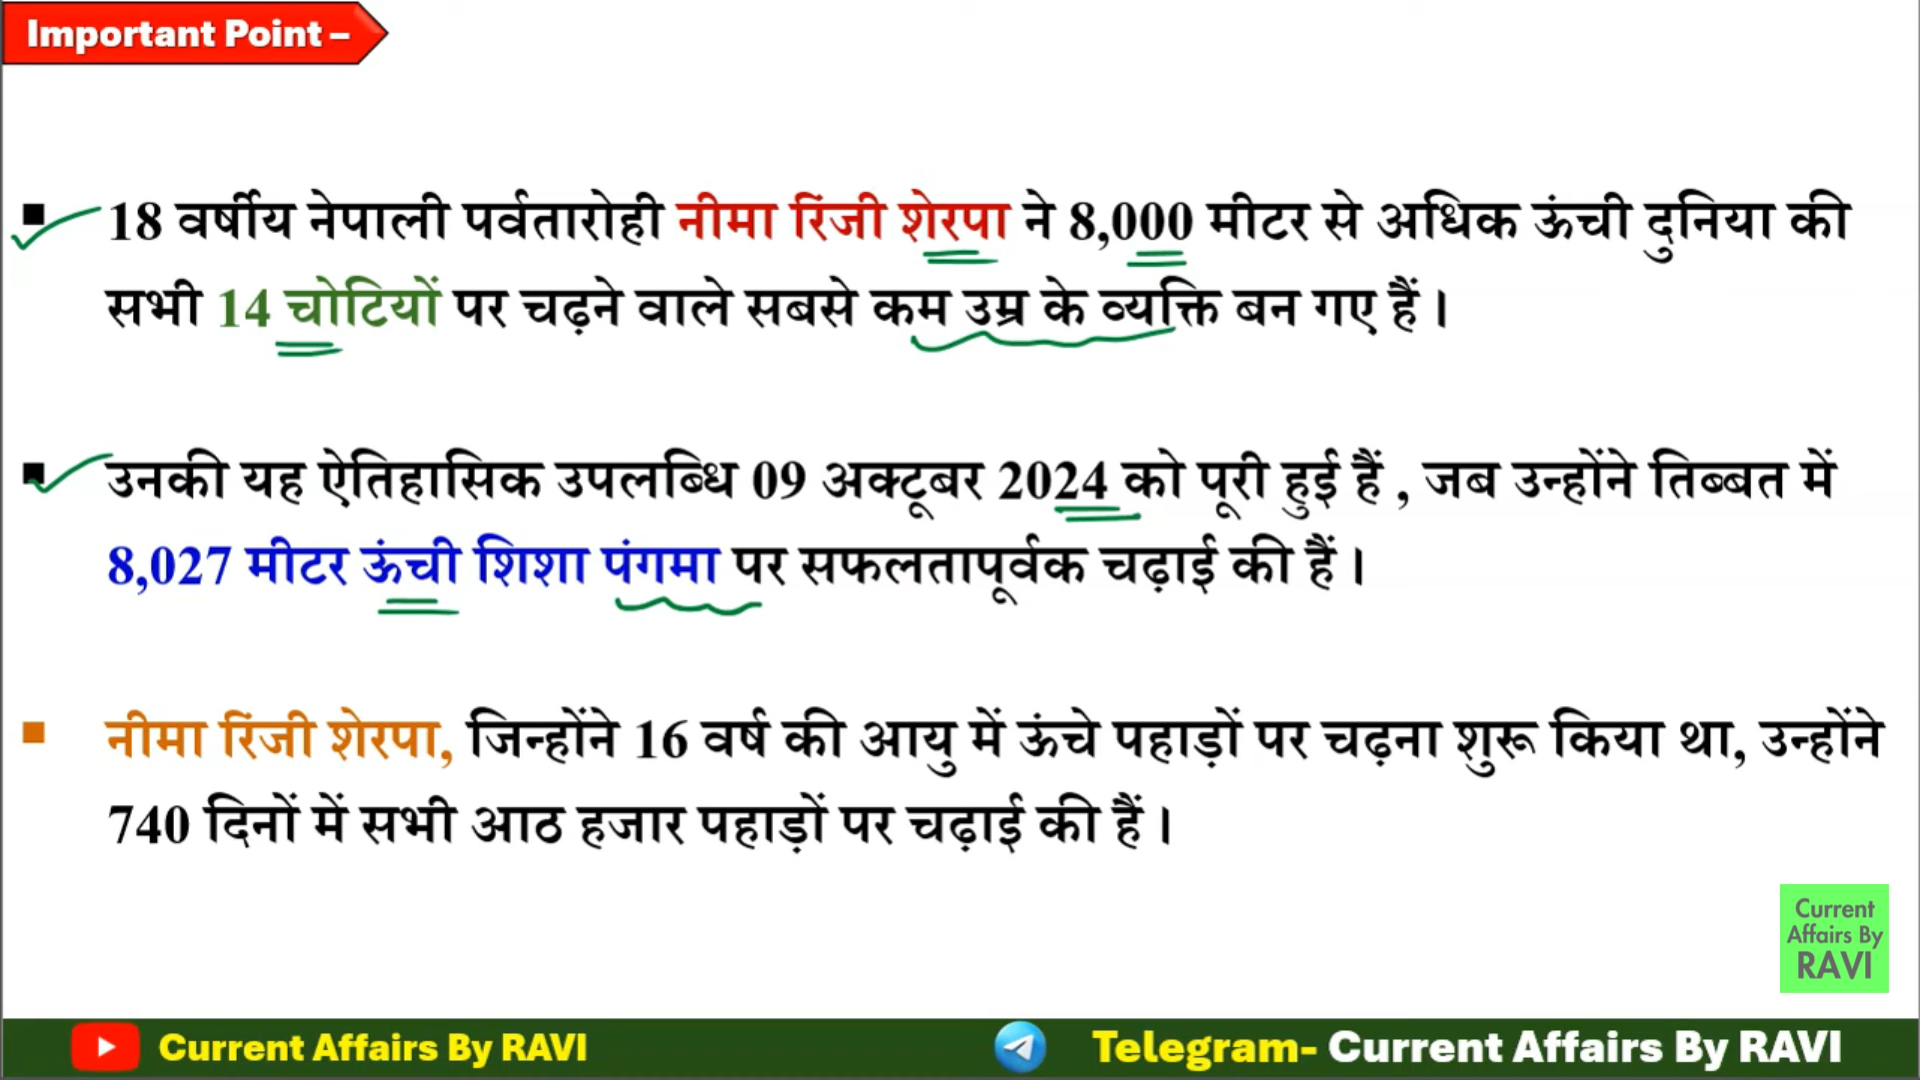 Important Point –
18 वर्षीय नेपाली पर्वतारोही नीमा रिंजी शेरपा ने 8,000 मीटर से अधिक ऊंची दुनिया की
सभी 14 चोटियों पर चढ़ने वाले सबसे कम उम्र के व्यक्ति बन गए हैं ।
उनकी यह ऐतिहासिक उपलब्धि 09 अक्टूबर 2024 को पूरी हुई हैं , जब उन्होंने तिब्बत में
8,027 मीटर ऊंची शिशा पंगमा पर सफलतापूर्वक चढ़ाई की हैं ।
नीमा रिंजी शेरपा, जिन्होंने 16 वर्ष की आयु में ऊंचे पहाड़ों पर चढ़ना शुरू किया था, उन्होंने
740 दिनों में सभी आठ हजार पहाड़ों पर चढ़ाई की हैं ।
Current
Affairs By
RAVI
Current Affairs By RAVI
Telegram- Current Affairs By RAVI